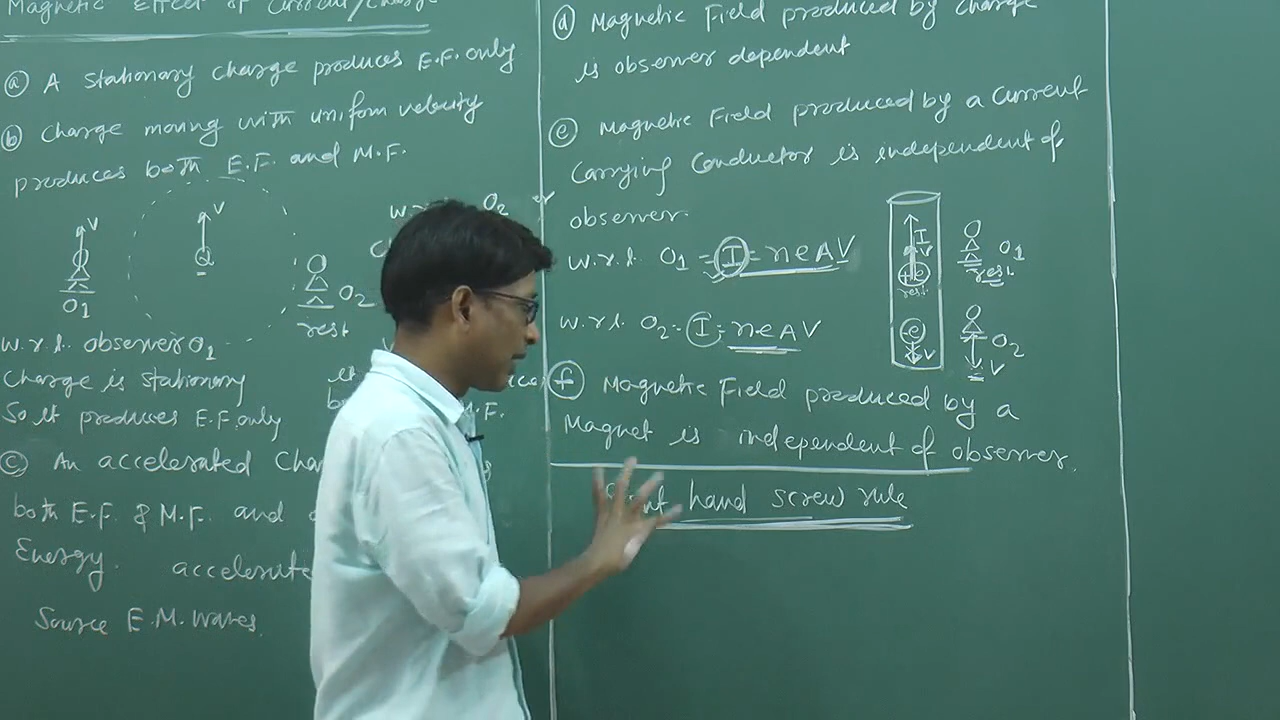 Magnetic Effect of Current/Charge
(a) A stationary charge produces E.F. only
(b) Charge moving with uniform velocity
produces both E.F. and M.F.
V
O1
V
Q
O2
rest
w.r.t. observer O1
Charge is stationary
So it produces E.F. only
w.r.t. O2
(c) An accelerated Cha
both E.F. & M.F. and
Energy. accelerate
Source E.M. waves.
(d) Magnetic Field produced by charge
is observer dependent
(e) Magnetic Field produced by a current
Carrying Conductor is independent of
observer.
w.r.t. O1 = I = neAV
w.r.t. O2 = I = neAV
I
V
+e
rest
-e
V
O1
rest
O2
V
(f) Magnetic Field produced by a
Magnet is independent of observer.
hand screw rule